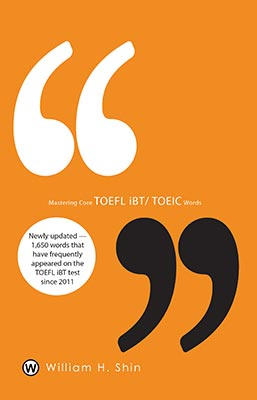 “
Mastering Core TOEFL iBT/ TOEIC Words
Newly updated —
1,650 words that
have frequently
appeared on the
TOEFL iBT test
since 2011
”
W William H. Shin